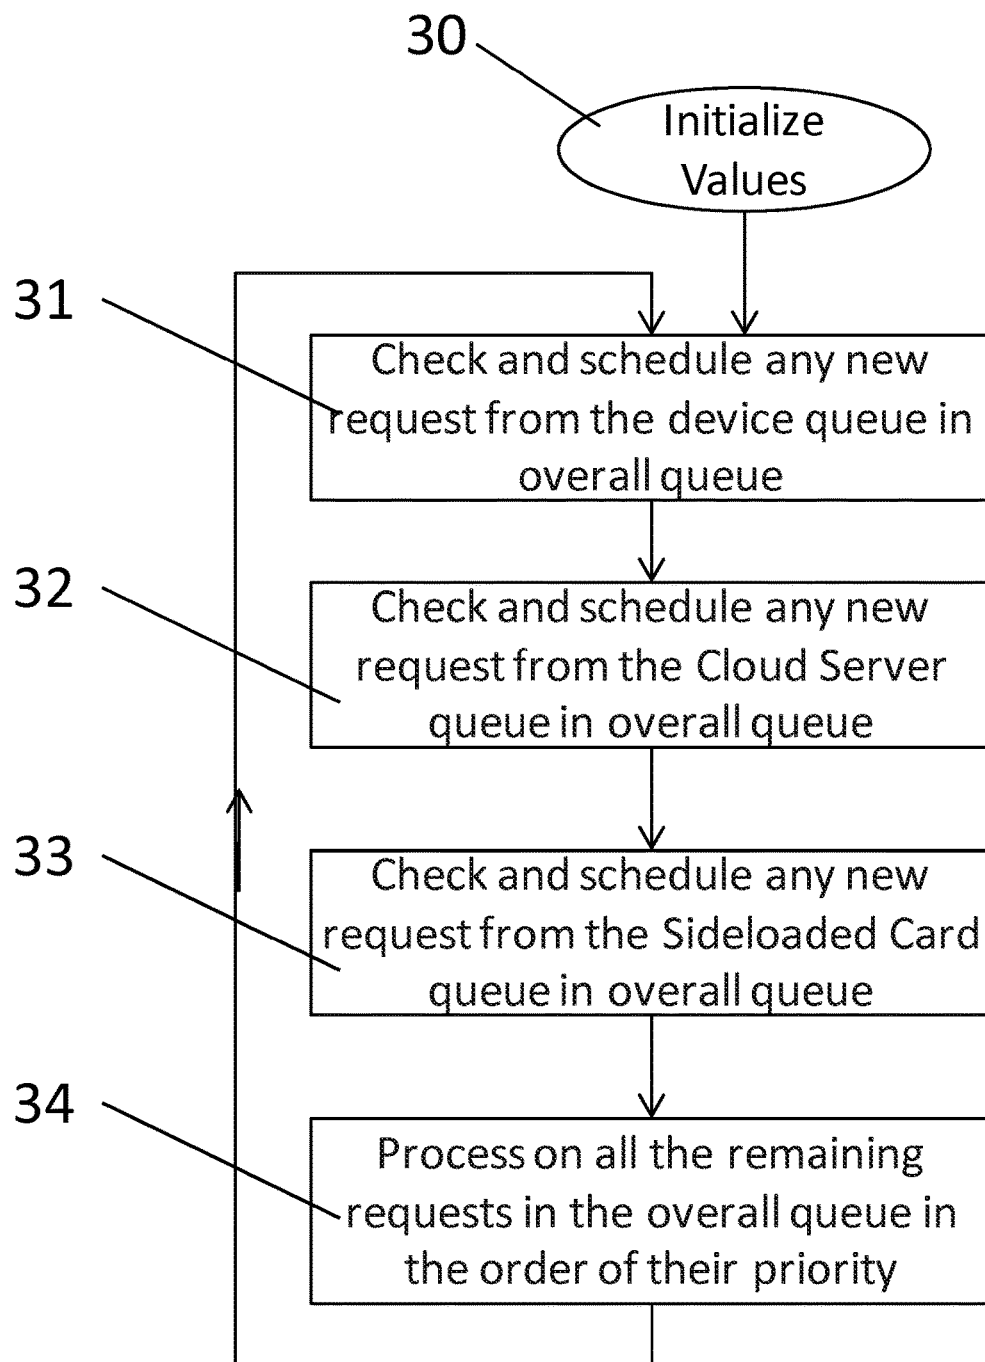 30
Initialize
Values
31
Check and schedule any new
request from the device queue in
overall queue
32
Check and schedule any new
request from the Cloud Server
queue in overall queue
33
Check and schedule any new
request from the Sideloaded Card
queue in overall queue
34
Process on all the remaining
requests in the overall queue in
the order of their priority